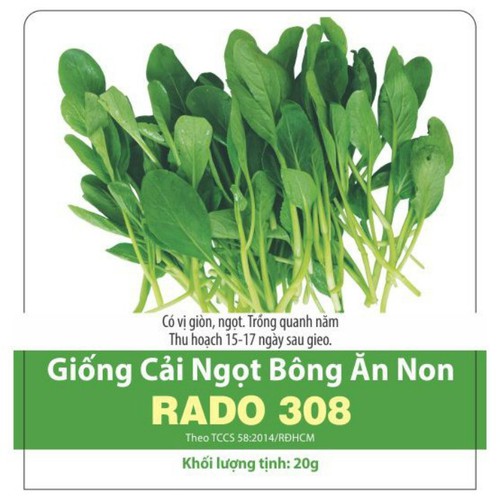 Có vị giòn, ngọt. Trồng quanh năm
Thu hoạch 15-17 ngày sau gieo.
Giống Cải Ngọt Bông Ăn Non
RADO 308
Theo TCCS 58:2014/RĐHCM
Khối lượng tịnh: 20g